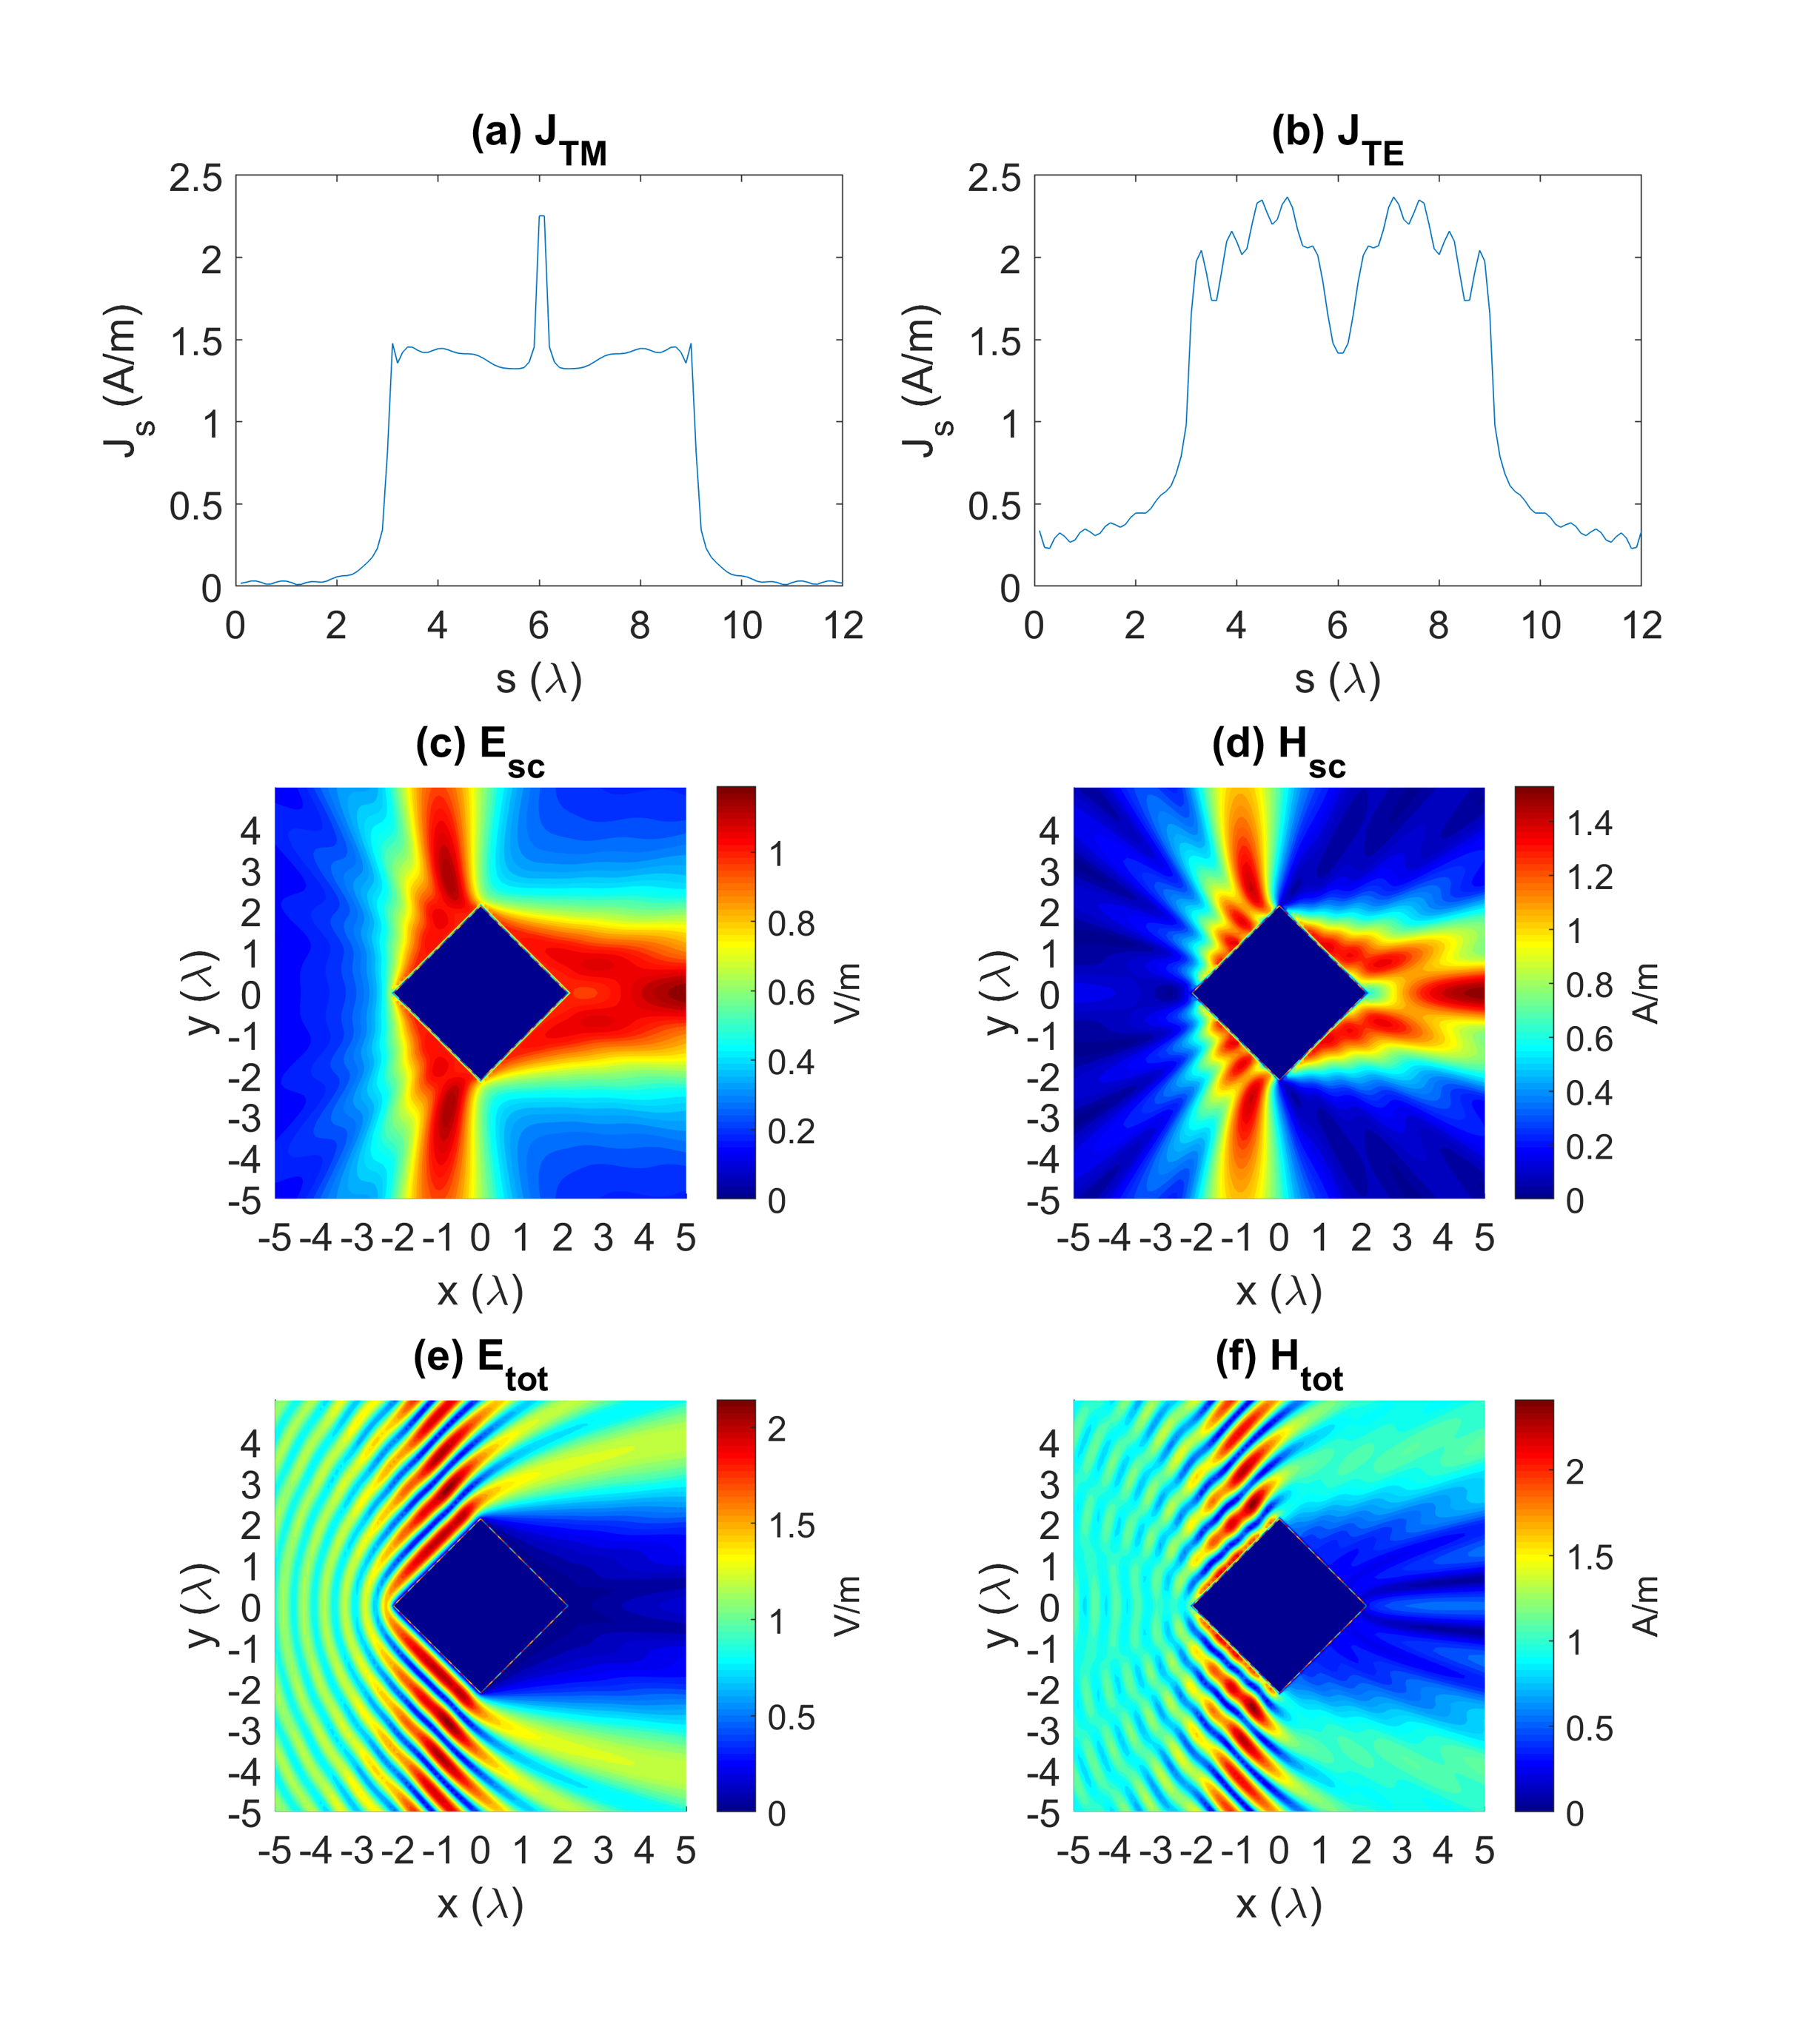 (a) J_TM
2.5
2
1.5
1
0.5
0
J_s (A/m)
0 2 4 6 8 10 12
s (λ)
(b) J_TE
2.5
2
1.5
1
0.5
0
J_s (A/m)
0 2 4 6 8 10 12
s (λ)
(c) E_sc
4
3
2
1
0
-1
-2
-3
-4
-5
y (λ)
-5 -4 -3 -2 -1 0 1 2 3 4 5
x (λ)
1
0.8
0.6
0.4
0.2
0
V/m
(d) H_sc
4
3
2
1
0
-1
-2
-3
-4
-5
y (λ)
-5 -4 -3 -2 -1 0 1 2 3 4 5
x (λ)
1.4
1.2
1
0.8
0.6
0.4
0.2
0
A/m
(e) E_tot
4
3
2
1
0
-1
-2
-3
-4
-5
y (λ)
-5 -4 -3 -2 -1 0 1 2 3 4 5
x (λ)
2
1.5
1
0.5
0
V/m
(f) H_tot
4
3
2
1
0
-1
-2
-3
-4
-5
y (λ)
-5 -4 -3 -2 -1 0 1 2 3 4 5
x (λ)
2
1.5
1
0.5
0
A/m